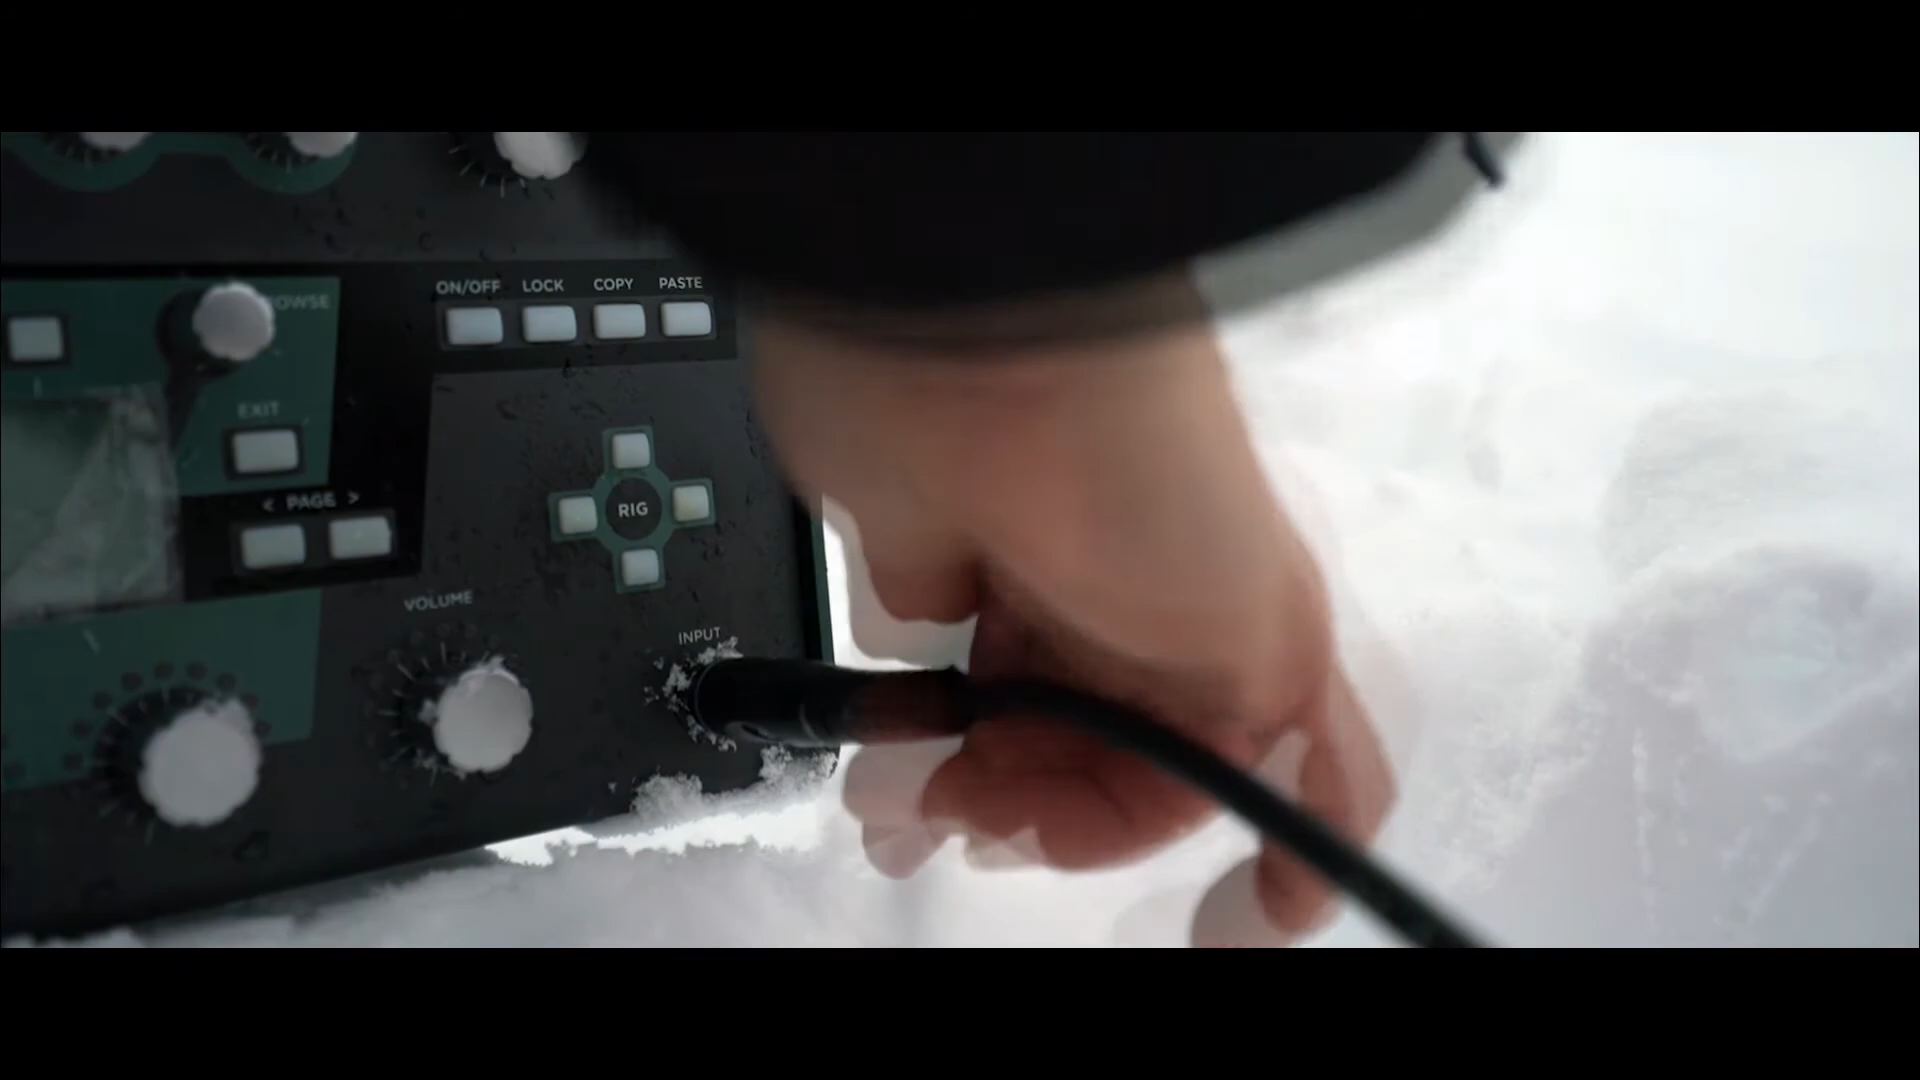 ON/OFF LOCK COPY PASTE
EXIT
< PAGE >
RIG
VOLUME
INPUT